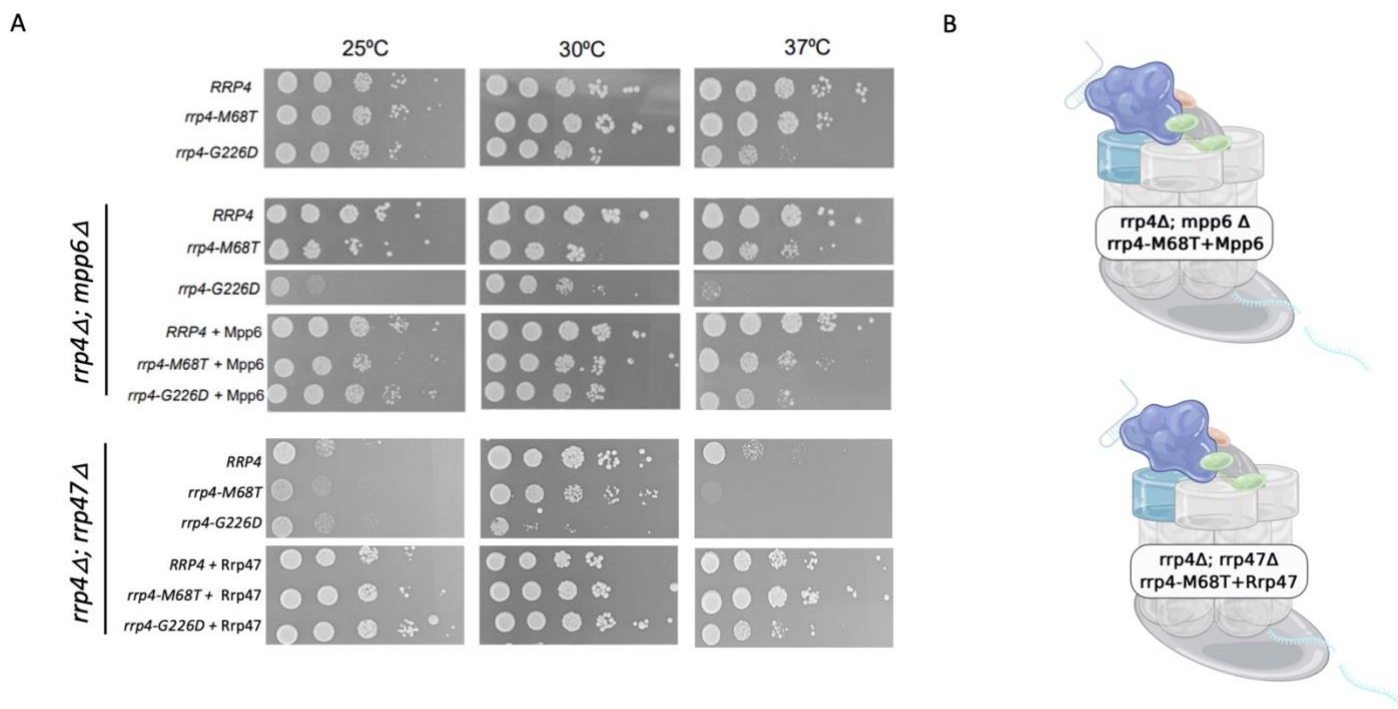 A
B
25ºC
30ºC
37ºC
RRP4
rrp4-M68T
rrp4-G226D
rrp4Δ; mpp6Δ
RRP4
rrp4-M68T
rrp4-G226D
RRP4 + Mpp6
rrp4-M68T + Mpp6
rrp4-G226D + Mpp6
rrp4Δ; rrp47Δ
RRP4
rrp4-M68T
rrp4-G226D
RRP4 + Rrp47
rrp4-M68T + Rrp47
rrp4-G226D + Rrp47
rrp4Δ; mpp6 Δ
rrp4-M68T+Mpp6
rrp4Δ; rrp47Δ
rrp4-M68T+Rrp47